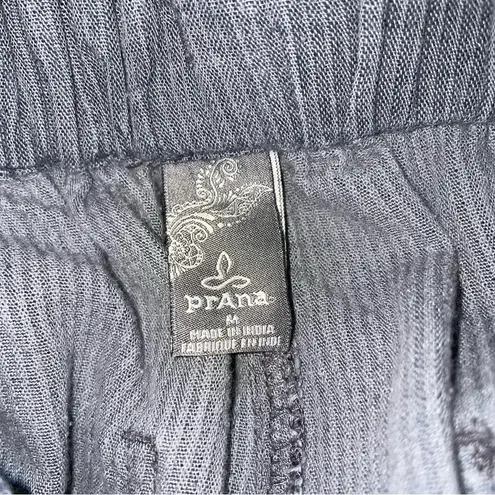 prAna
M
MADE IN INDIA
FABRIQUE EN INDE